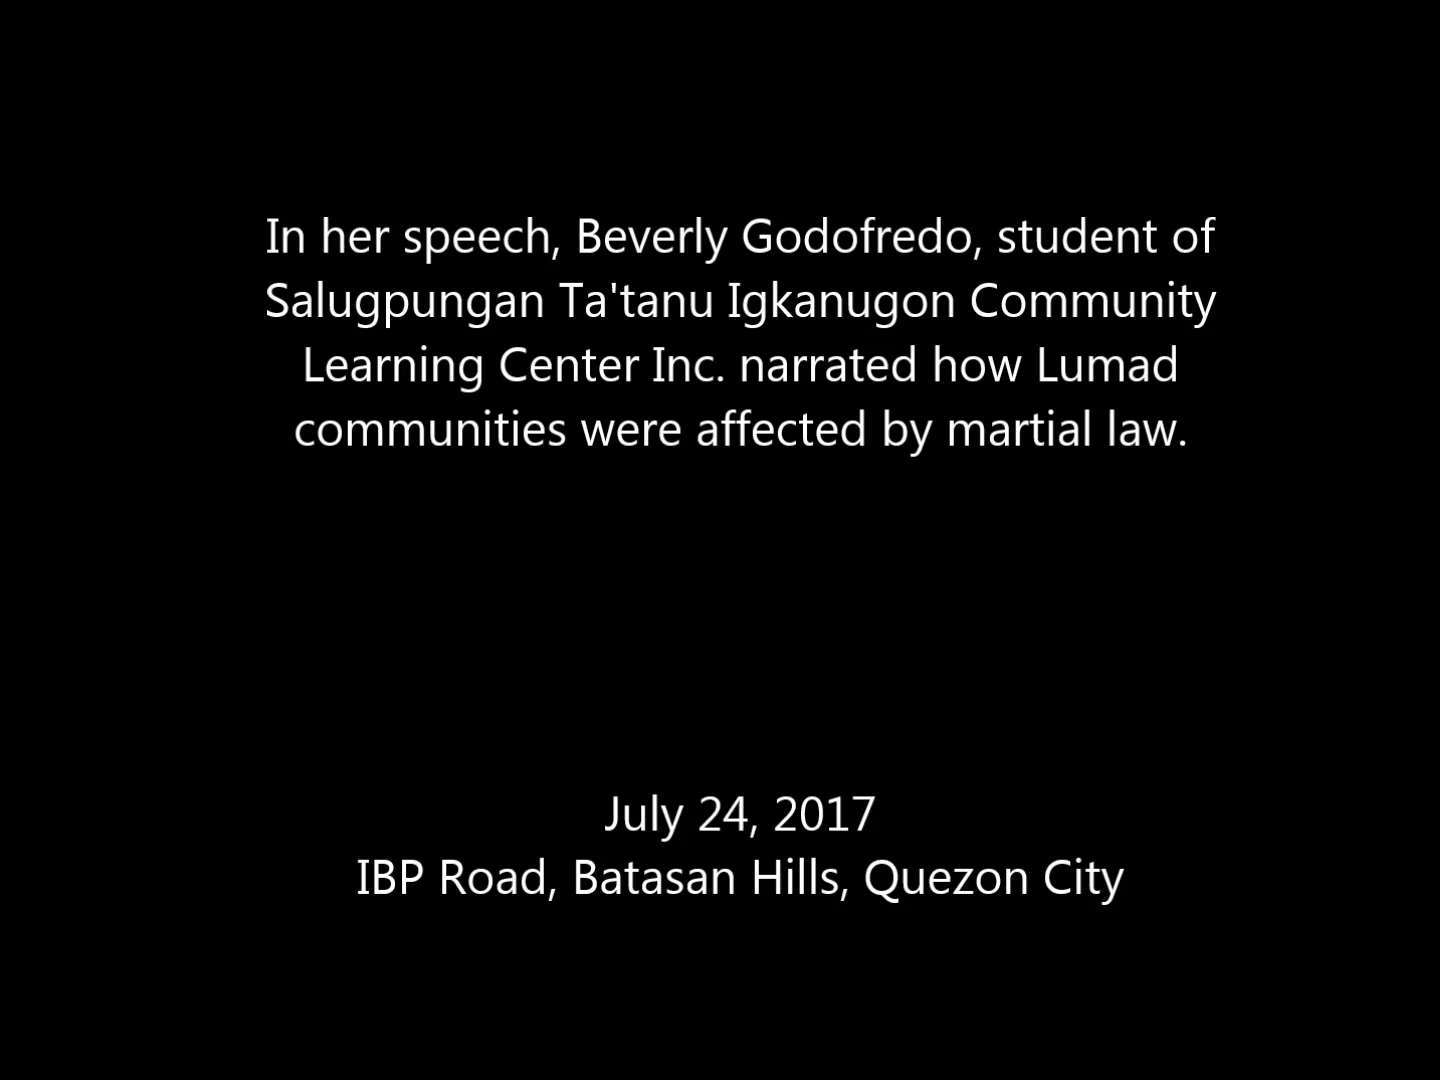 In her speech, Beverly Godofredo, student of
Salugpungan Ta'tanu Igkanugon Community
Learning Center Inc. narrated how Lumad
communities were affected by martial law.
July 24, 2017
IBP Road, Batasan Hills, Quezon City